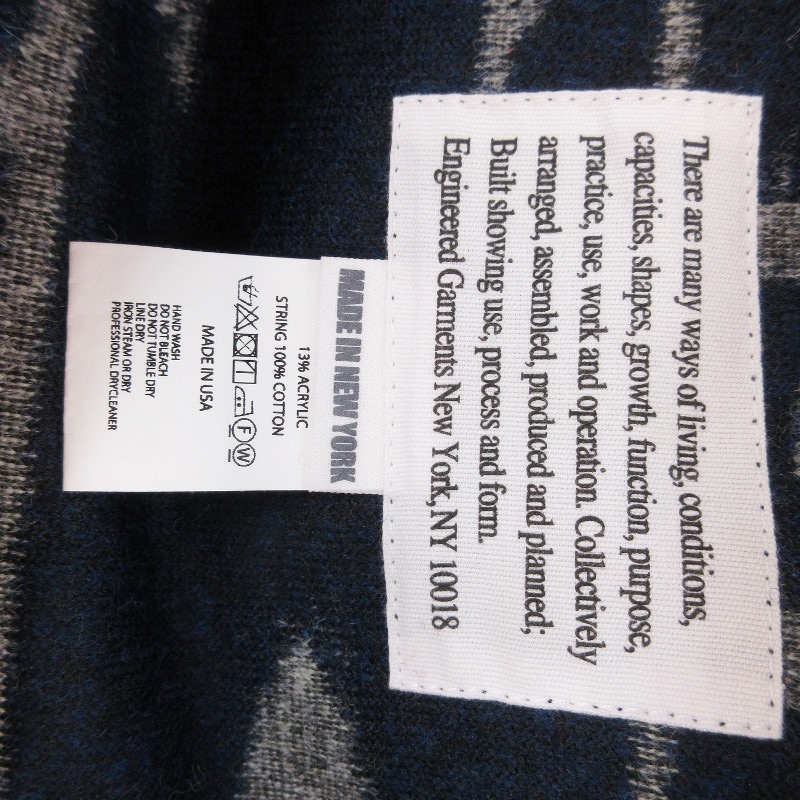 There are many ways of living, conditions,
capacities, shapes, growth, function, purpose,
practice, use, work and operation. Collectively
arranged, assembled, produced and planned;
Built showing use, process and form.
Engineered Garments New York, NY 10018
MADE IN NEW YORK
13% ACRYLIC
STRING 100% COTTON
F W
MADE IN USA
HAND WASH
DO NOT BLEACH
DO NOT TUMBLE DRY
LINE DRY
IRON STEAM OR DRY
PROFESSIONAL DRYCLEANER